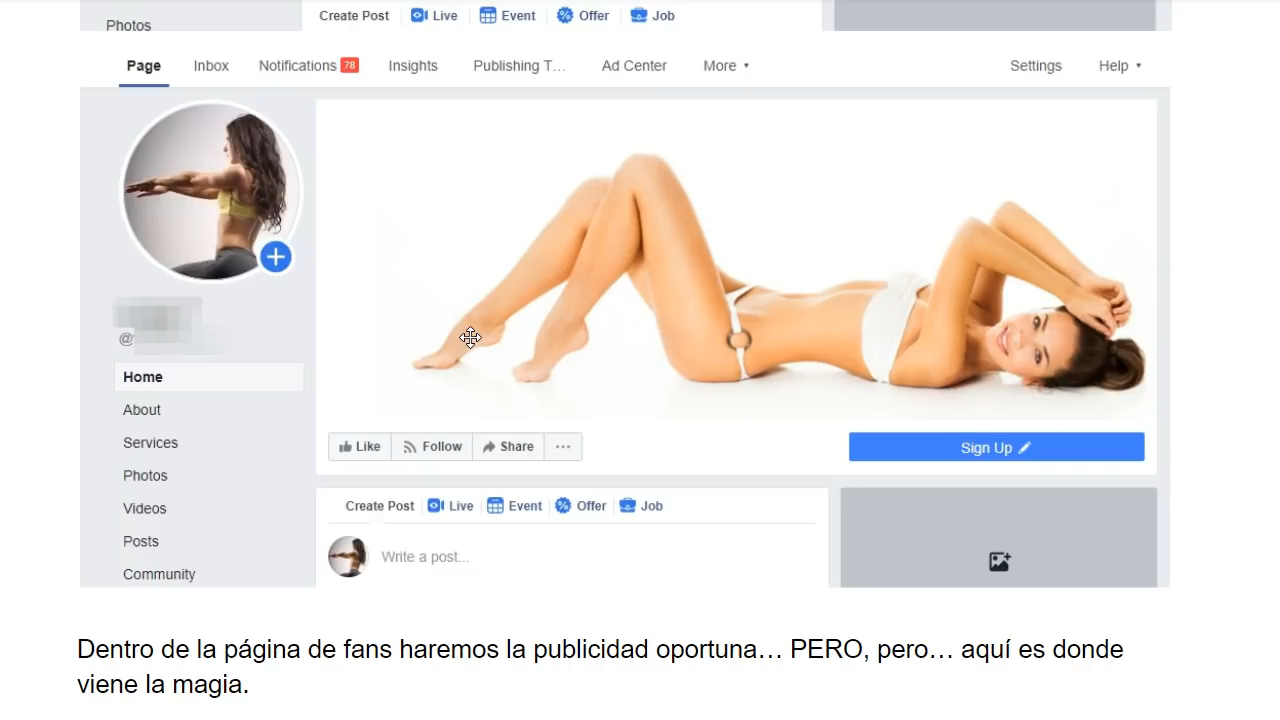 Photos
Create Post Live Event Offer Job
Page Inbox Notifications 78 Insights Publishing T... Ad Center More Settings Help
@
Home
About
Services
Photos
Videos
Posts
Community
Like Follow Share ...
Sign Up
Create Post Live Event Offer Job
Write a post...
Dentro de la página de fans haremos la publicidad oportuna… PERO, pero… aquí es donde
viene la magia.